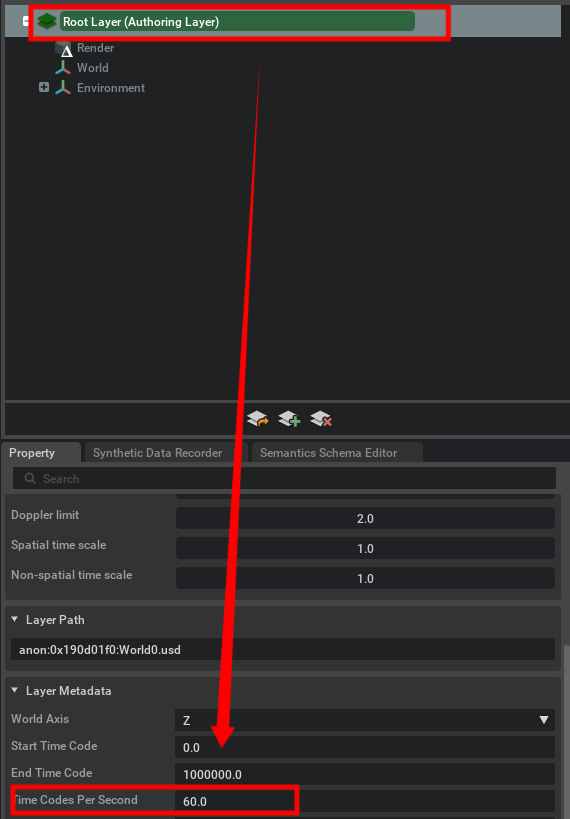 Root Layer (Authoring Layer)
Render
World
Environment
Property
Synthetic Data Recorder
Semantics Schema Editor
Search
Doppler limit 2.0
Spatial time scale 1.0
Non-spatial time scale 1.0
Layer Path
anon:0x190d01f0:World0.usd
Layer Metadata
World Axis Z
Start Time Code 0.0
End Time Code 1000000.0
Time Codes Per Second 60.0